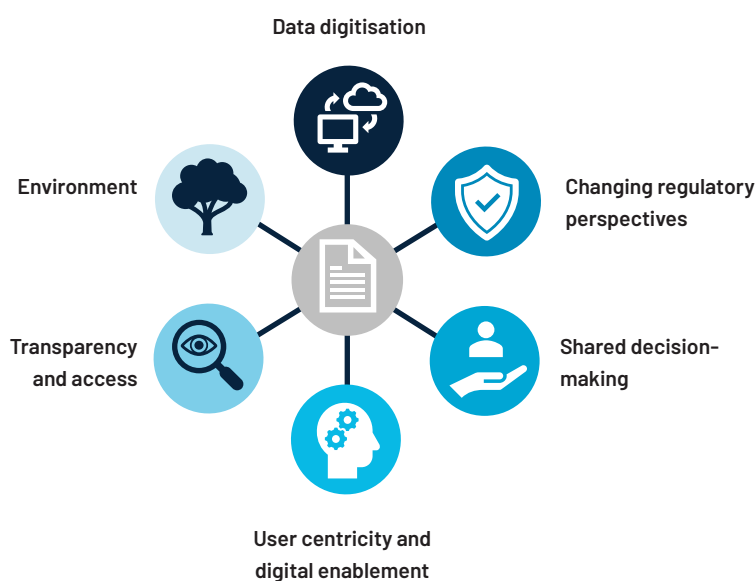 Data digitisation
Environment
Changing regulatory
perspectives
Transparency
and access
Shared decision-
making
User centricity and
digital enablement